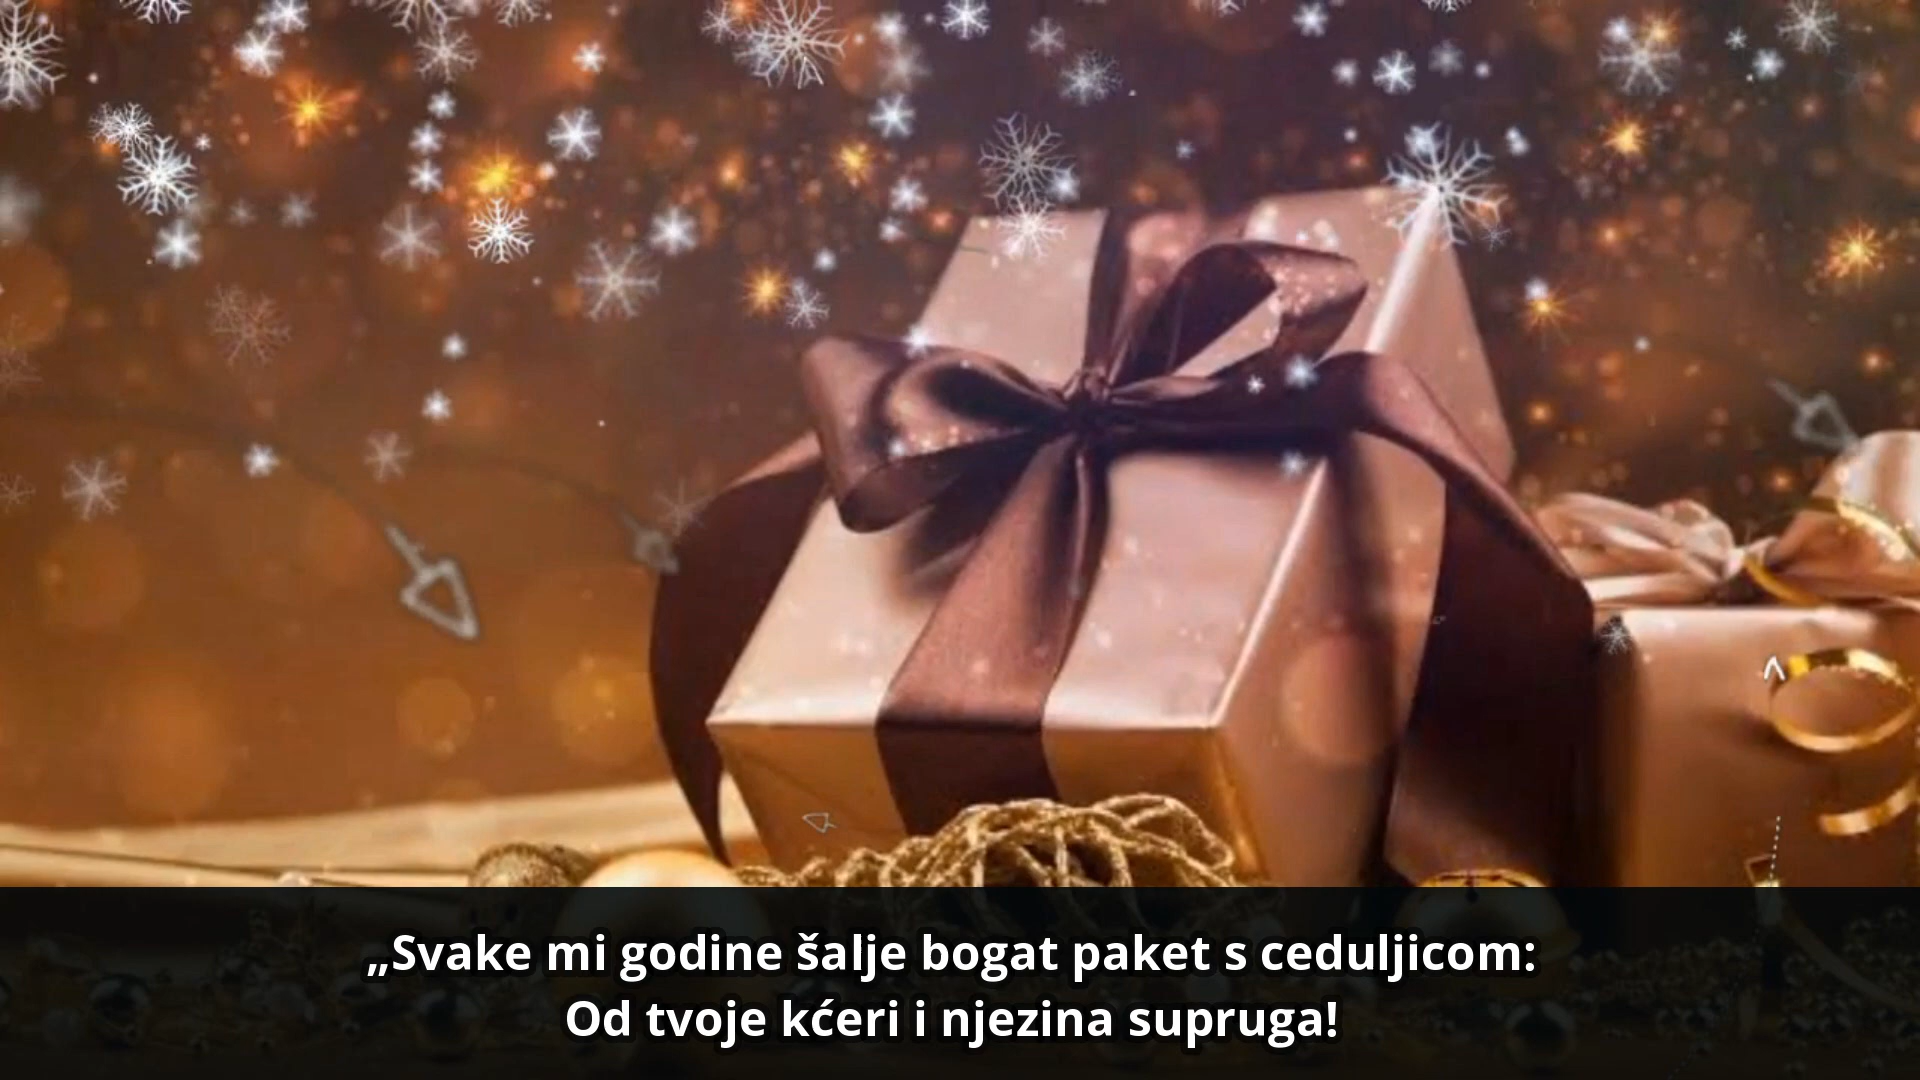 „Svake mi godine šalje bogat paket s ceduljicom:
Od tvoje kćeri i njezina supruga!